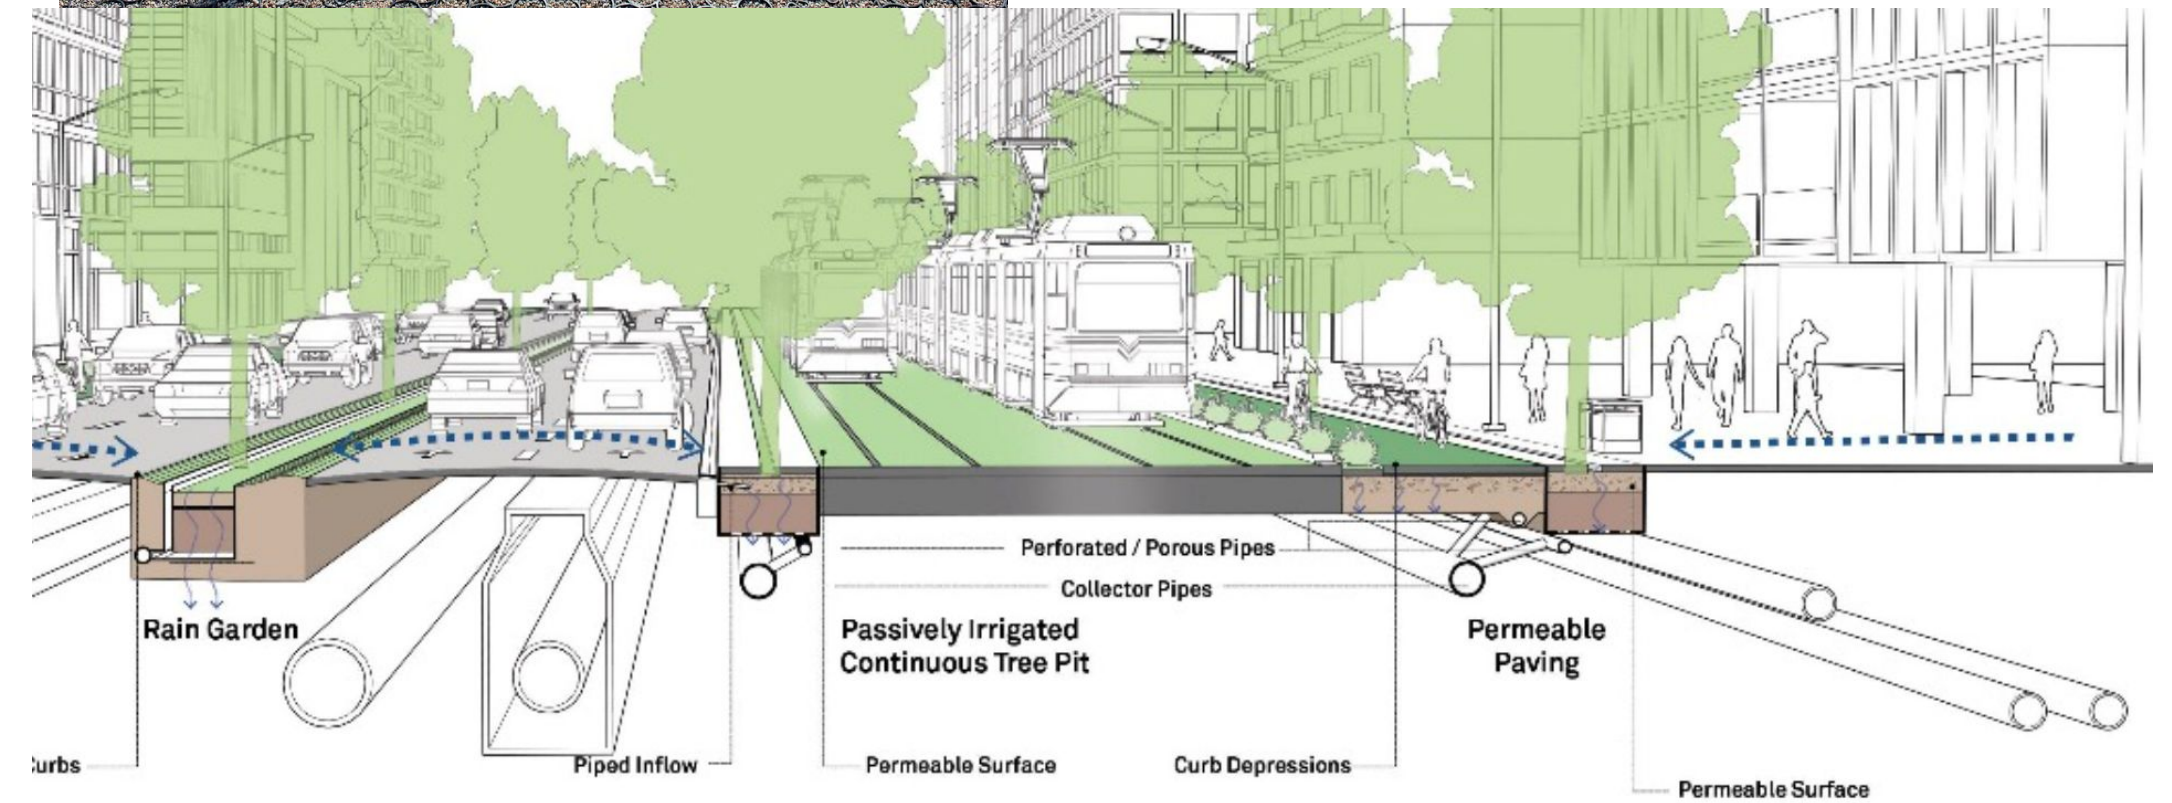 Perforated / Porous Pipes
Collector Pipes
Rain Garden
Passively Irrigated
Continuous Tree Pit
Permeable
Paving
urbs
Piped Inflow
Permeable Surface
Curb Depressions
Permeable Surface